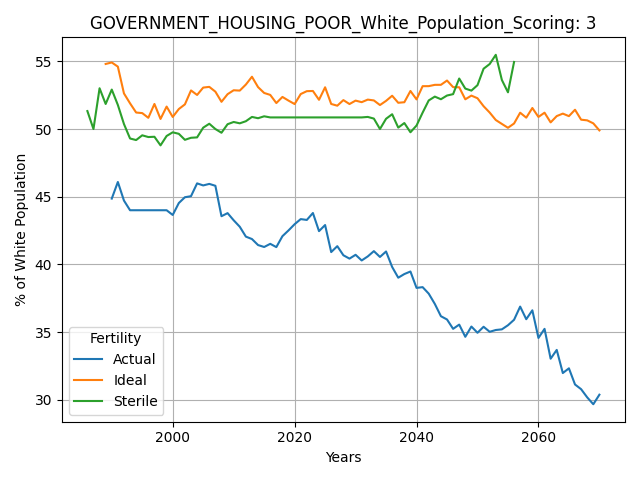 GOVERNMENT_HOUSING_POOR_White_Population_Scoring: 3
% of White Population
55
50
45
40
35
30
Fertility
Actual
Ideal
Sterile
2000 2020 2040 2060
Years